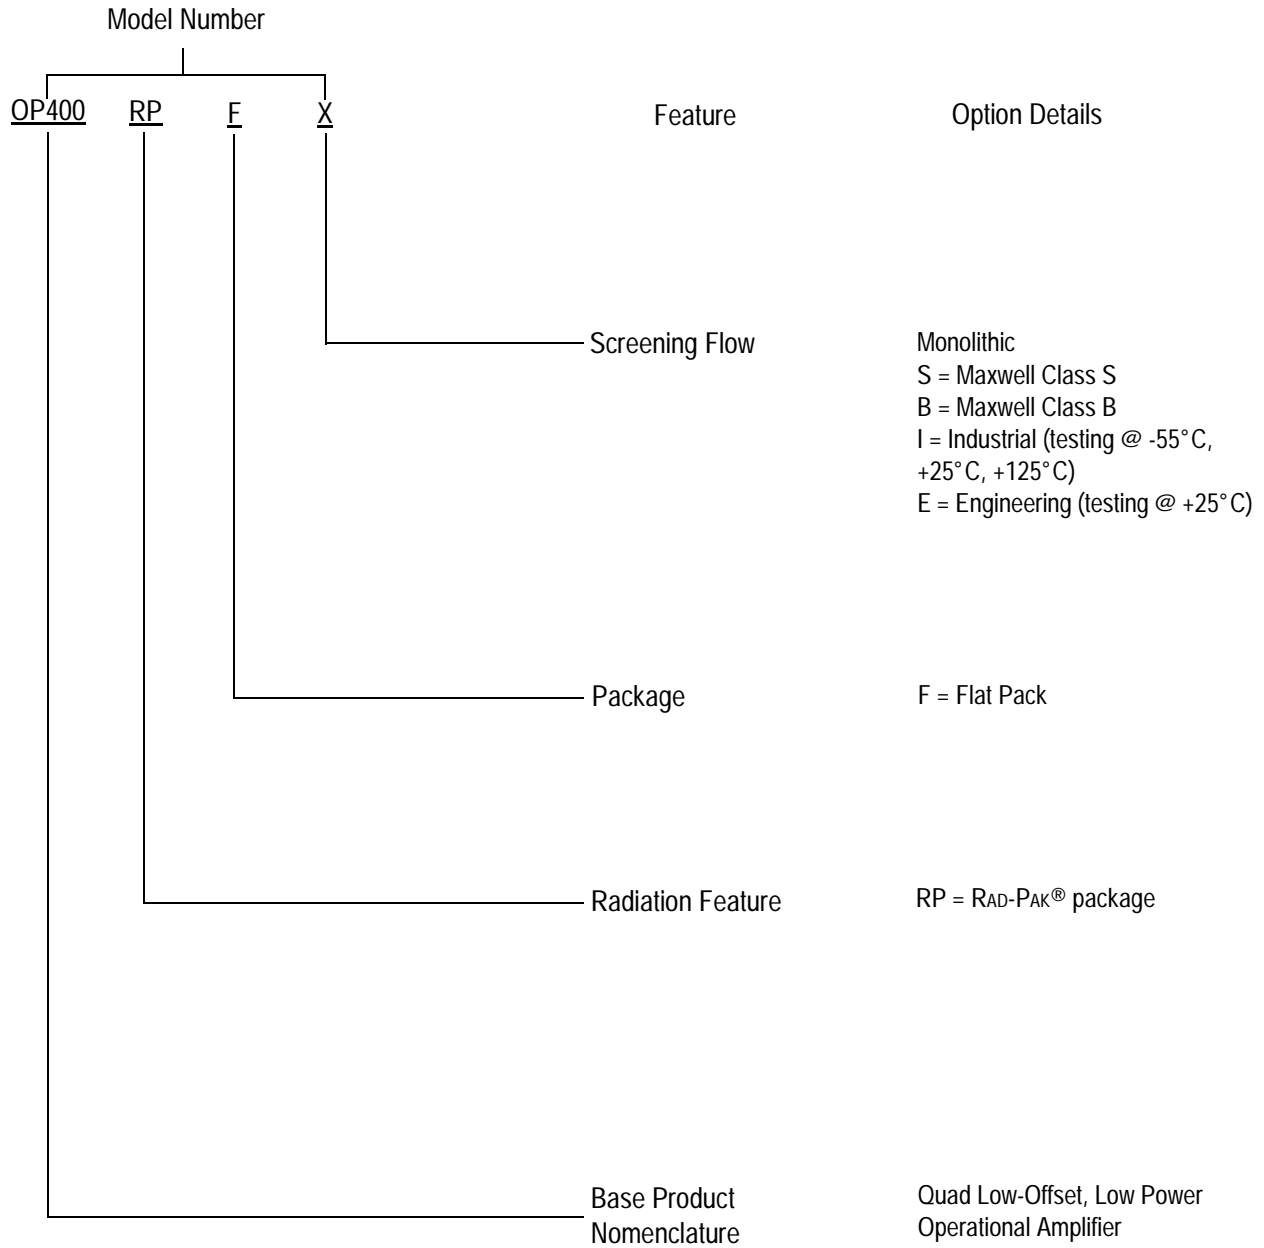 Model Number
OP400 RP F X
Feature Option Details
Screening Flow
Monolithic
S = Maxwell Class S
B = Maxwell Class B
I = Industrial (testing @ -55°C,
+25°C, +125°C)
E = Engineering (testing @ +25°C)
Package
F = Flat Pack
Radiation Feature
RP = RAD-PAK® package
Base Product
Nomenclature
Quad Low-Offset, Low Power
Operational Amplifier